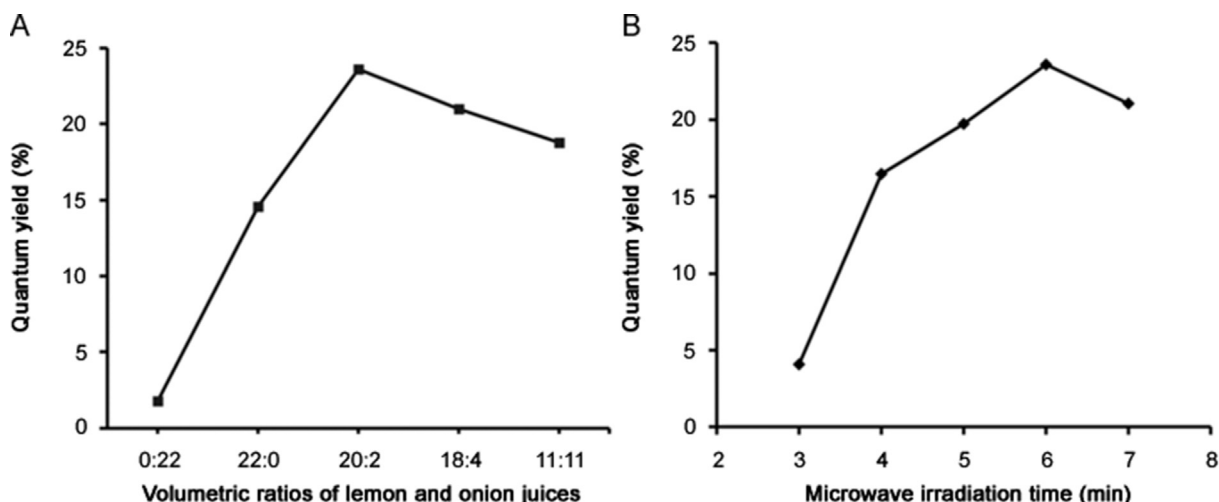 A
25
20
15
10
5
0
Quantum yield (%)
0:22 22:0 20:2 18:4 11:11
Volumetric ratios of lemon and onion juices
B
25
20
15
10
5
0
Quantum yield (%)
2 3 4 5 6 7 8
Microwave irradiation time (min)